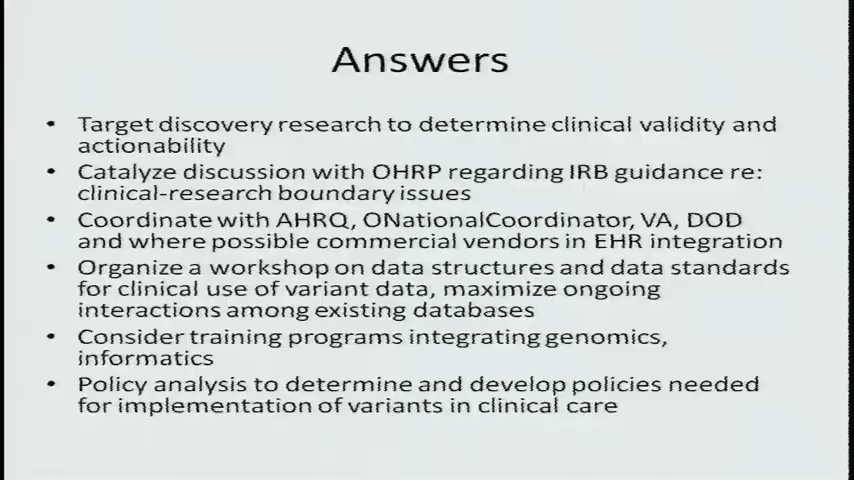 Answers
• Target discovery research to determine clinical validity and
actionability
• Catalyze discussion with OHRP regarding IRB guidance re:
clinical-research boundary issues
• Coordinate with AHRQ, ONationalCoordinator, VA, DOD
and where possible commercial vendors in EHR integration
• Organize a workshop on data structures and data standards
for clinical use of variant data, maximize ongoing
interactions among existing databases
• Consider training programs integrating genomics,
informatics
• Policy analysis to determine and develop policies needed
for implementation of variants in clinical care